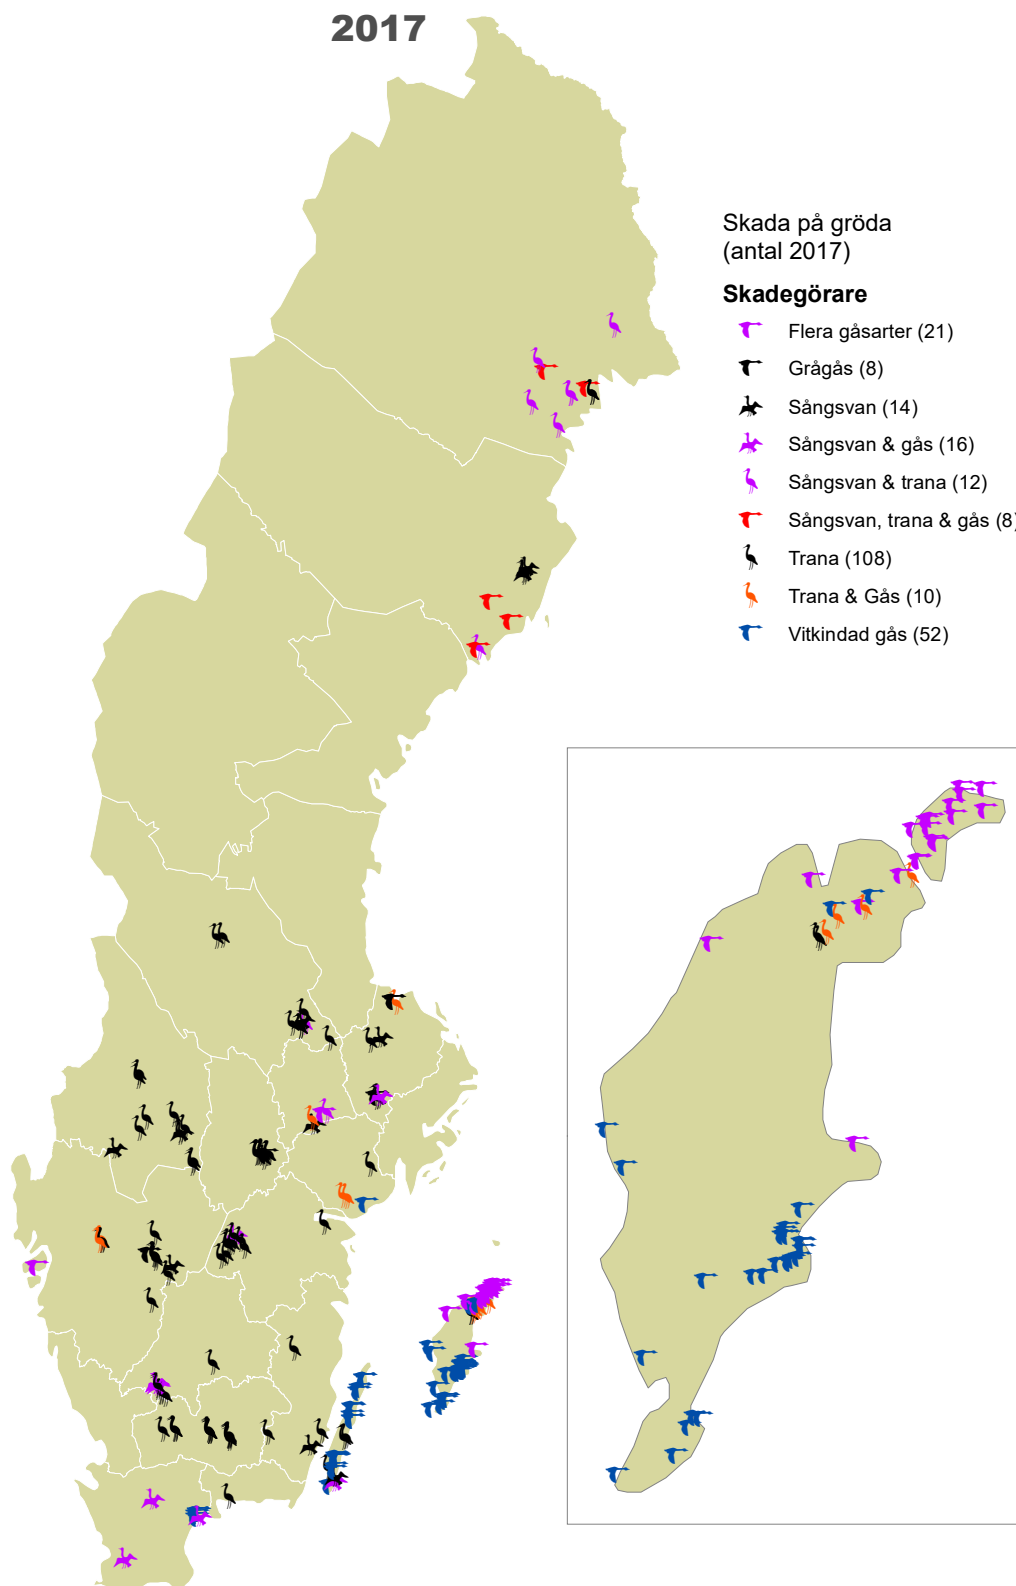 2017
Skada på gröda
(antal 2017)
Skadegörare
Flera gåsarter (21)
Grågås (8)
Sångsvan (14)
Sångsvan & gås (16)
Sångsvan & trana (12)
Sångsvan, trana & gås (8)
Trana (108)
Trana & Gås (10)
Vitkindad gås (52)